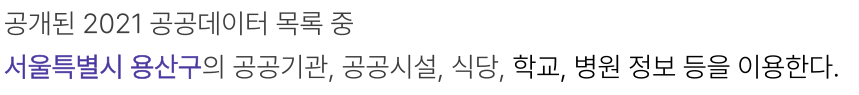 공개된 2021 공공데이터 목록 중
서울특별시 용산구의 공공기관, 공공시설, 식당, 학교, 병원 정보 등을 이용한다.